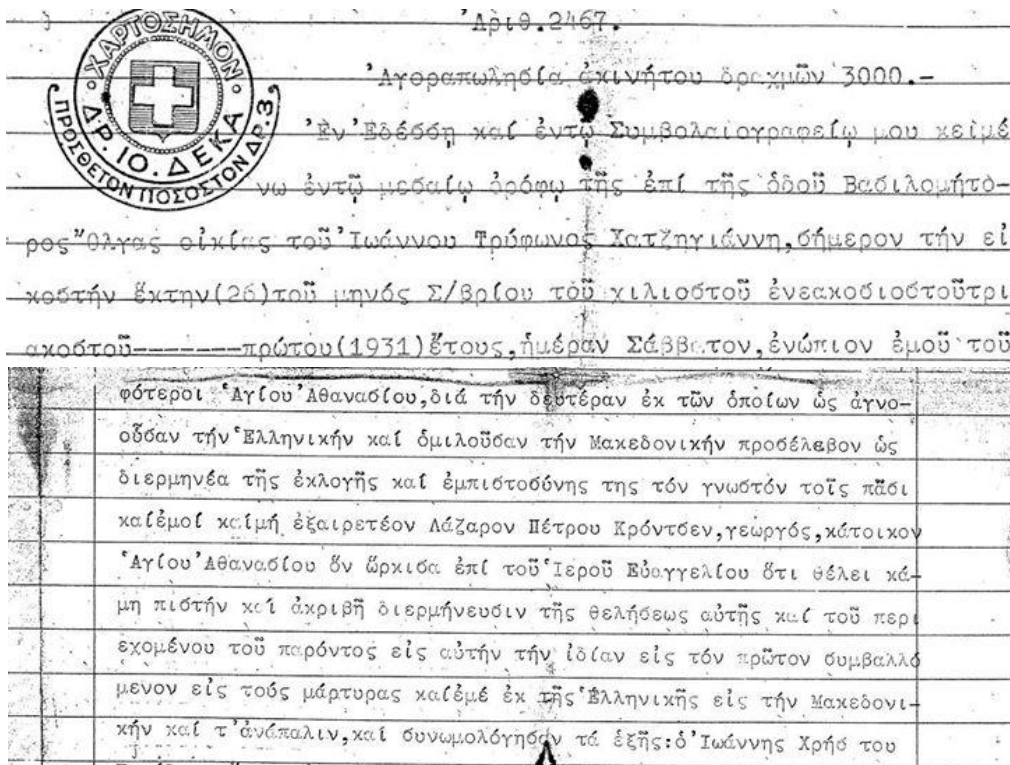 ΧΑΡΤΟΣΗΜΟΝ
ΔΡ. 10. ΔΕΚΑ
ΠΡΟΣΘΕΤΟΝ ΠΟΣΟΣΤΟΝ ΔΡ.3
Ἀριθ.2467.
Ἀγοραπωλησία ἀκινήτου δραχμῶν 3000.-
Ἐν Ἐδέσσῃ καί ἐντῷ Συμβολαιογραφείῳ μου κειμέ
νω ἐντῷ μεσαίῳ ὀρόφῳ τῆς ἐπί τῆς ὁδοῦ Βασιλομήτο-
ρος Ὄλγας οἰκίας τοῦ Ἰωάννου Τρύφωνος Χατζηγιάννη,σήμερον τήν εἰ
κοστήν ἕκτην(26)τοῦ μηνός Σ/βρίου τοῦ χιλιοστοῦ ἐνεακοσιοστοῦτρι
ακοστοῦ-------πρώτου(1931)ἔτους,ἡμέραν Σάββατον,ἐνώπιον ἐμοῦ τοῦ
φότεροι Ἁγίου Ἀθανασίου,διά τήν δευτέραν ἐκ τῶν ὁποίων ὡς ἀγνο-
οῦσαν τήν Ἑλληνικήν καί ὁμιλοῦσαν τήν Μακεδονικήν προσέλαβον ὡς
διερμηνέα τῆς ἐκλογῆς καί ἐμπιστοσύνης της τόν γνωστόν τοῖς πᾶσι
καίἐμοί καίμή ἐξαιρετέον Λάζαρον Πέτρου Κρόντσεν,γεωργός,κάτοικον
Ἁγίου Ἀθανασίου ὅν ὥρκισα ἐπί τοῦ Ἱεροῦ Εὐαγγελίου ὅτι θέλει κά-
μη πιστήν καί ἀκριβῆ διερμήνευσιν τῆς θελήσεως αὐτῆς καί τοῦ περι
εχομένου τοῦ παρόντος εἰς αὐτήν τήν ἰδίαν εἰς τόν πρῶτον συμβαλλό
μενον εἰς τούς μάρτυρας καίἐμέ ἐκ τῆς Ἑλληνικῆς εἰς τήν Μακεδονι-
κήν καί τ'ἀνάπαλιν,καί συνωμολόγησαν τά ἑξῆς:ὁ Ἰωάννης Χρήσ του